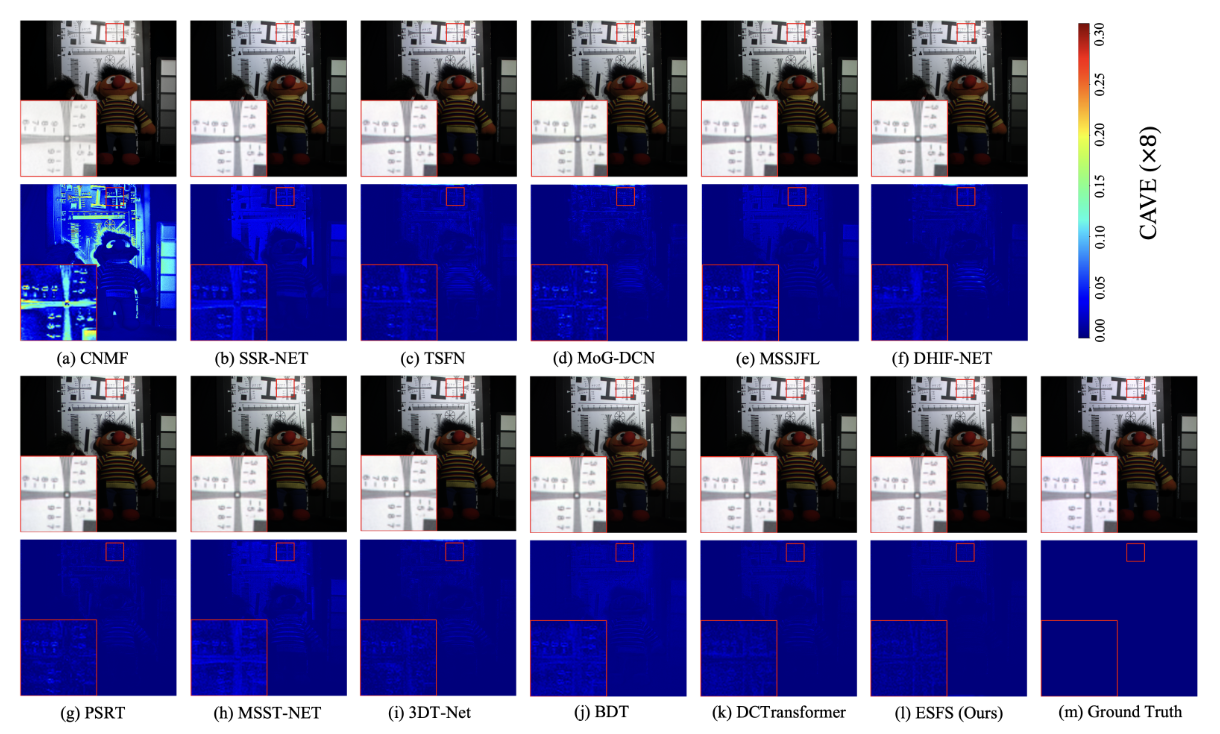 0.30
0.25
0.20
0.15
0.10
0.05
0.00
CAVE (×8)
(a) CNMF
(b) SSR-NET
(c) TSFN
(d) MoG-DCN
(e) MSSJFL
(f) DHIF-NET
(g) PSRT
(h) MSST-NET
(i) 3DT-Net
(j) BDT
(k) DCTransformer
(l) ESFS (Ours)
(m) Ground Truth